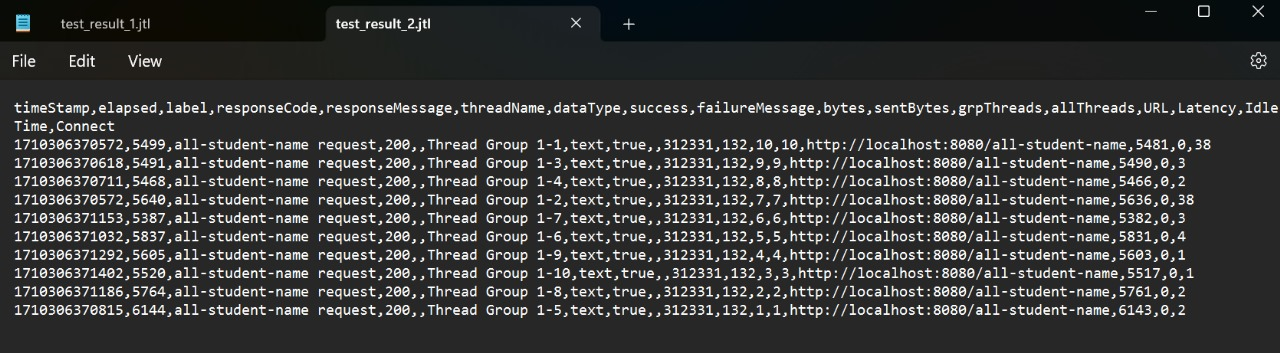 test_result_1.jtl test_result_2.jtl
File Edit View
timeStamp,elapsed,label,responseCode,responseMessage,threadName,dataType,success,failureMessage,bytes,sentBytes,grpThreads,allThreads,URL,Latency,Idle
Time,Connect
1710306370572,5499,all-student-name request,200,,Thread Group 1-1,text,true,,312331,132,10,10,http://localhost:8080/all-student-name,5481,0,38
1710306370618,5491,all-student-name request,200,,Thread Group 1-3,text,true,,312331,132,9,9,http://localhost:8080/all-student-name,5490,0,3
1710306370711,5468,all-student-name request,200,,Thread Group 1-4,text,true,,312331,132,8,8,http://localhost:8080/all-student-name,5466,0,2
1710306370572,5640,all-student-name request,200,,Thread Group 1-2,text,true,,312331,132,7,7,http://localhost:8080/all-student-name,5636,0,38
1710306371153,5387,all-student-name request,200,,Thread Group 1-7,text,true,,312331,132,6,6,http://localhost:8080/all-student-name,5382,0,3
1710306371032,5837,all-student-name request,200,,Thread Group 1-6,text,true,,312331,132,5,5,http://localhost:8080/all-student-name,5831,0,4
1710306371292,5605,all-student-name request,200,,Thread Group 1-9,text,true,,312331,132,4,4,http://localhost:8080/all-student-name,5603,0,1
1710306371402,5520,all-student-name request,200,,Thread Group 1-10,text,true,,312331,132,3,3,http://localhost:8080/all-student-name,5517,0,1
1710306371186,5764,all-student-name request,200,,Thread Group 1-8,text,true,,312331,132,2,2,http://localhost:8080/all-student-name,5761,0,2
1710306370815,6144,all-student-name request,200,,Thread Group 1-5,text,true,,312331,132,1,1,http://localhost:8080/all-student-name,6143,0,2